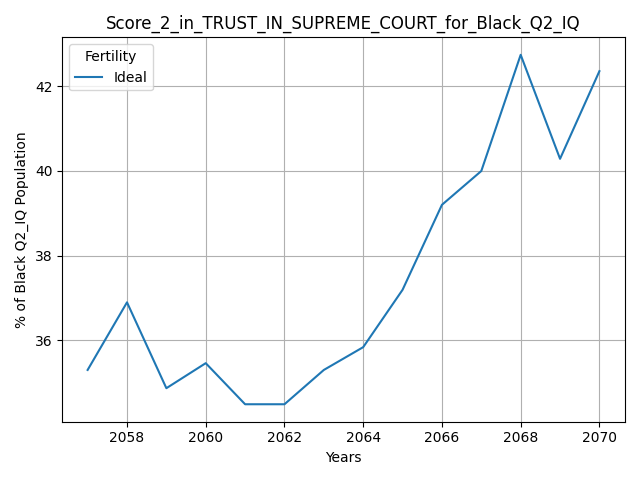 Score_2_in_TRUST_IN_SUPREME_COURT_for_Black_Q2_IQ
Fertility
Ideal
% of Black Q2_IQ Population
42
40
38
36
2058 2060 2062 2064 2066 2068 2070
Years